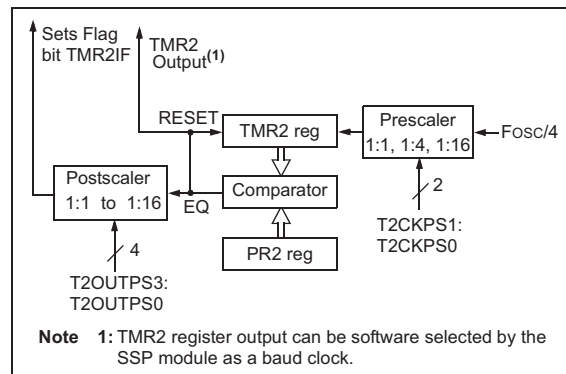 Sets Flag
bit TMR2IF
TMR2
Output(1)
RESET
TMR2 reg
Prescaler
1:1, 1:4, 1:16
FOSC/4
Postscaler
1:1 to 1:16
EQ
Comparator
2
T2CKPS1:
T2CKPS0
4
PR2 reg
T2OUTPS3:
T2OUTPS0
Note 1: TMR2 register output can be software selected by the
SSP module as a baud clock.